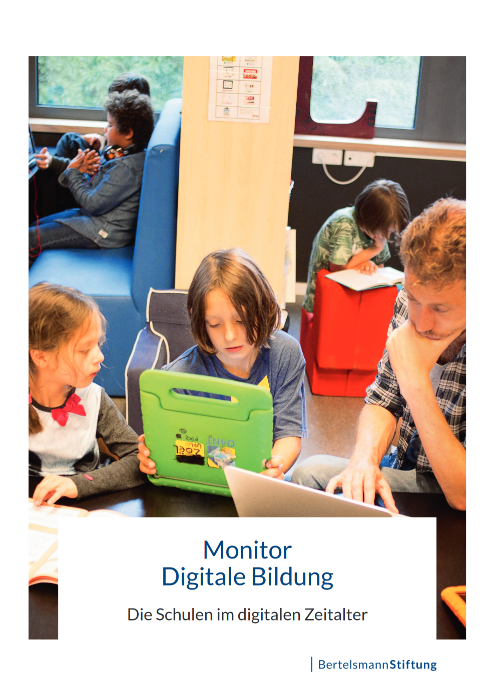 Monitor
Digitale Bildung
Die Schulen im digitalen Zeitalter
BertelsmannStiftung